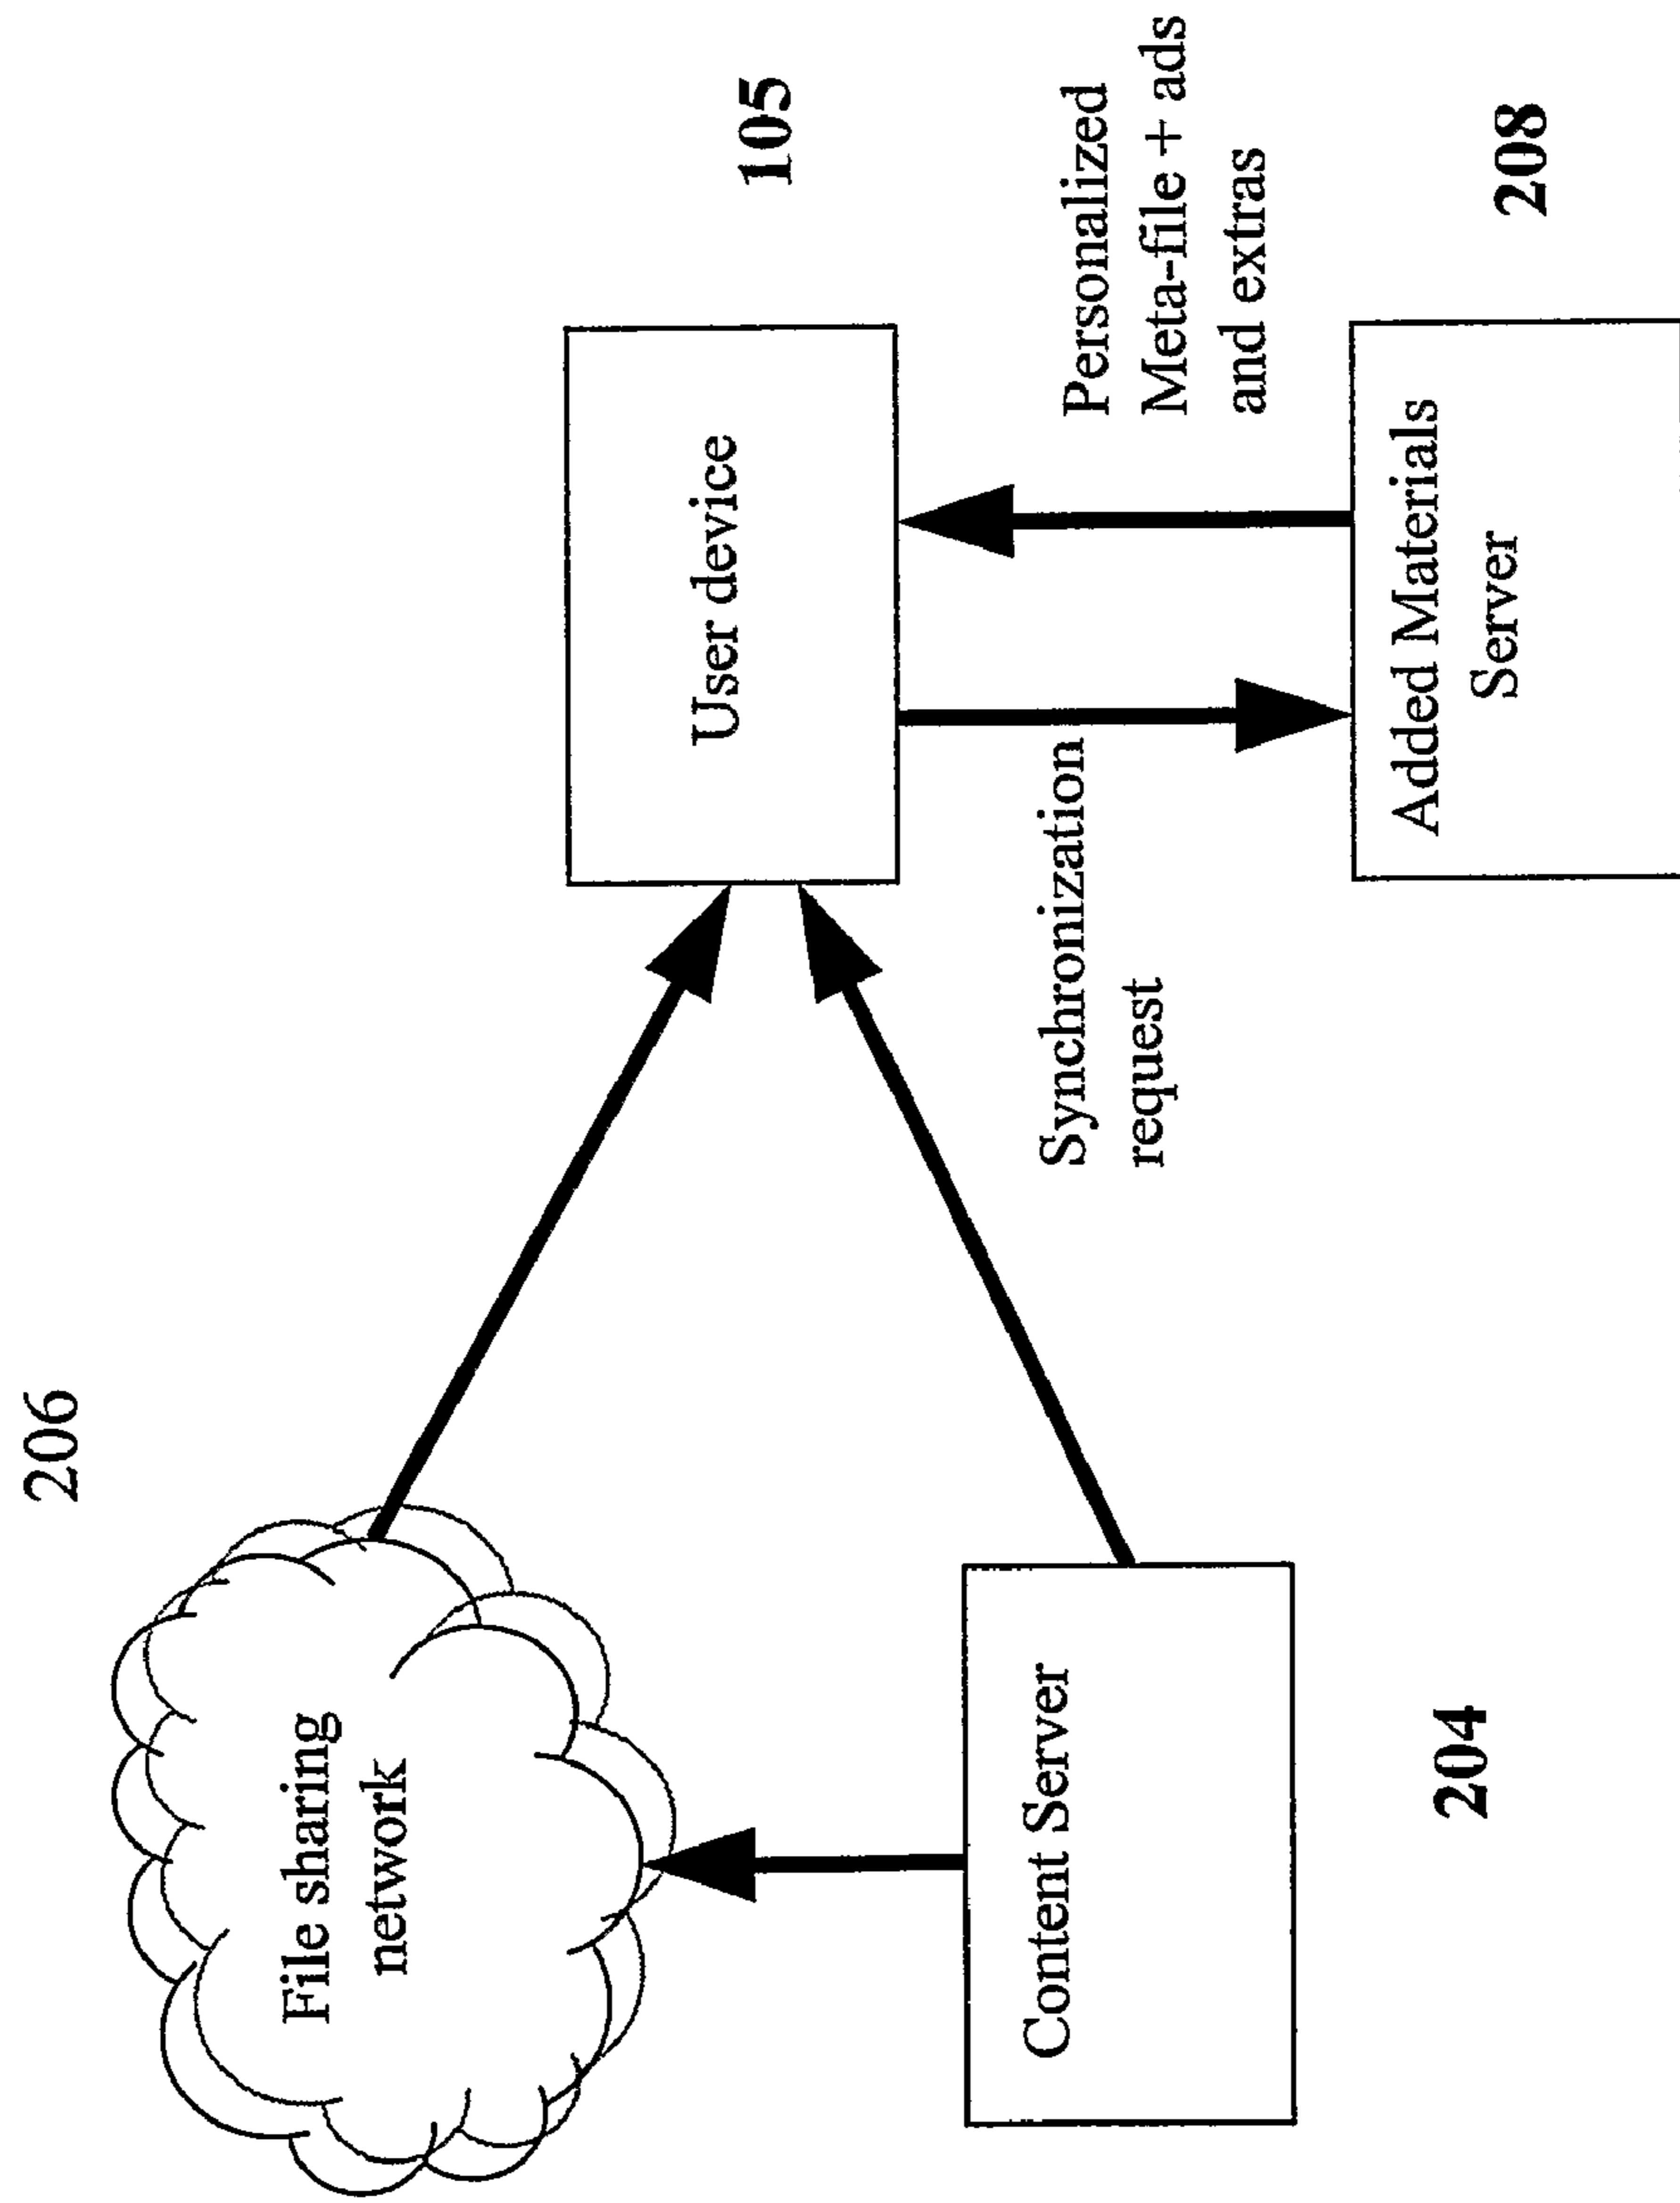 206
File sharing
network
User device
105
Synchronization
request
Personalized
Meta-file + ads
and extras
Content Server
204
Added Materials
Server
208